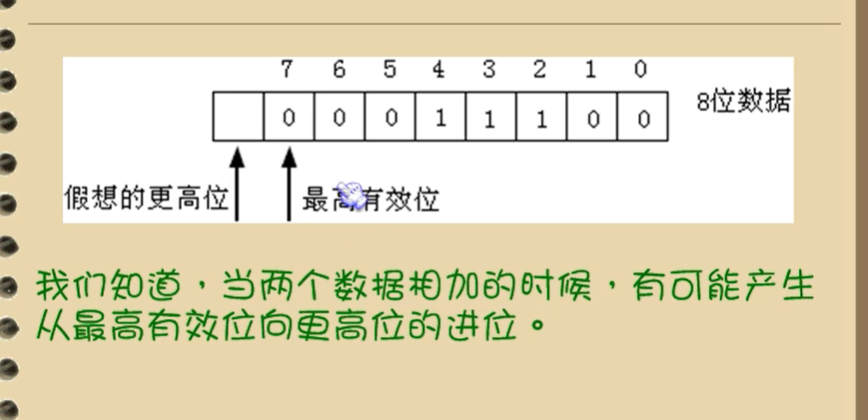 7 6 5 4 3 2 1 0
0 0 0 1 1 1 0 0
8位数据
假想的更高位
最高有效位
我们知道，当两个数据相加的时候，有可能产生
从最高有效位向更高位的进位。